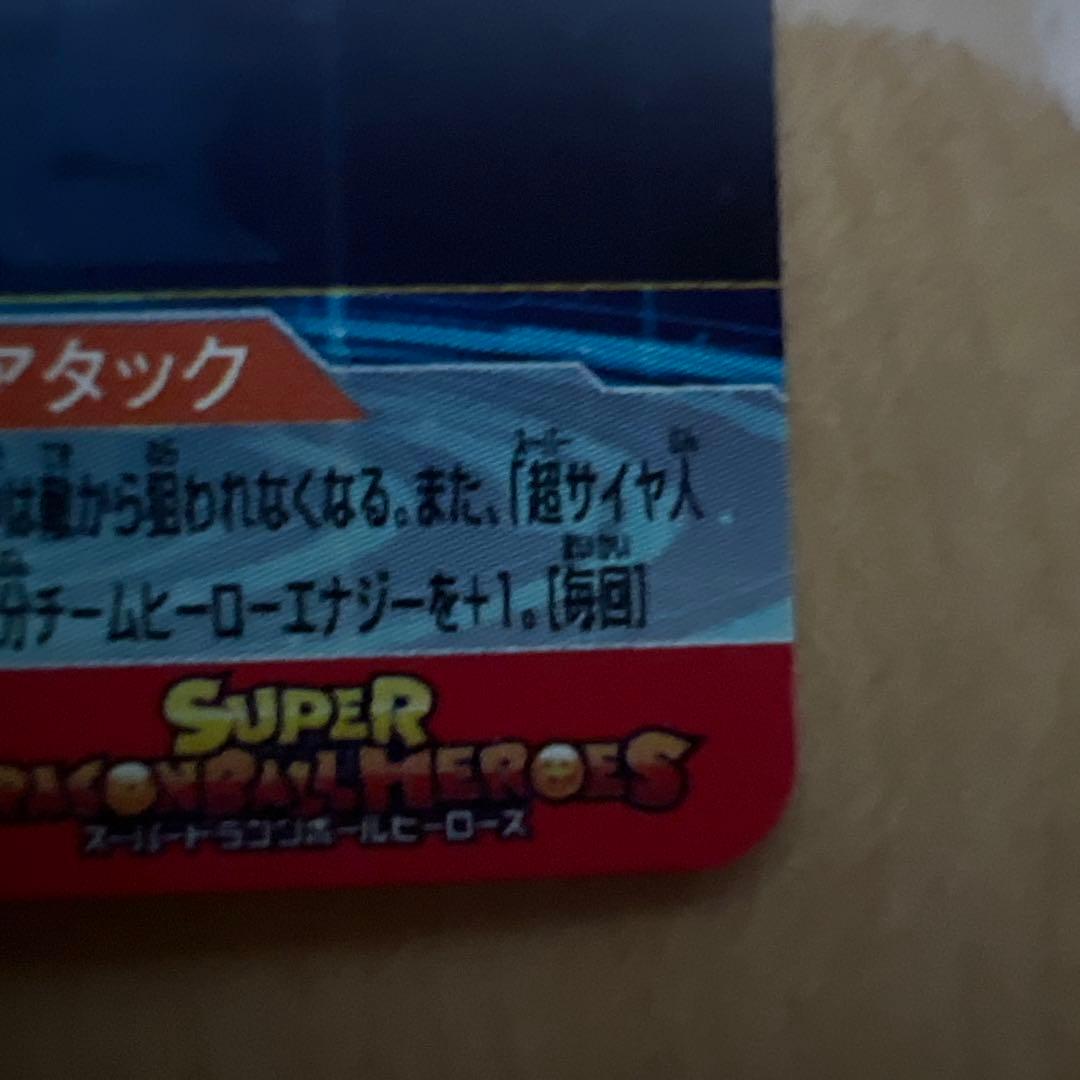 アタック
は敵から狙われなくなる。また、「超サイヤ人
分チームヒーローエナジーを+1。[毎回]
SUPER
DRAGONBALL HEROES
スーパードラゴンボールヒーローズ